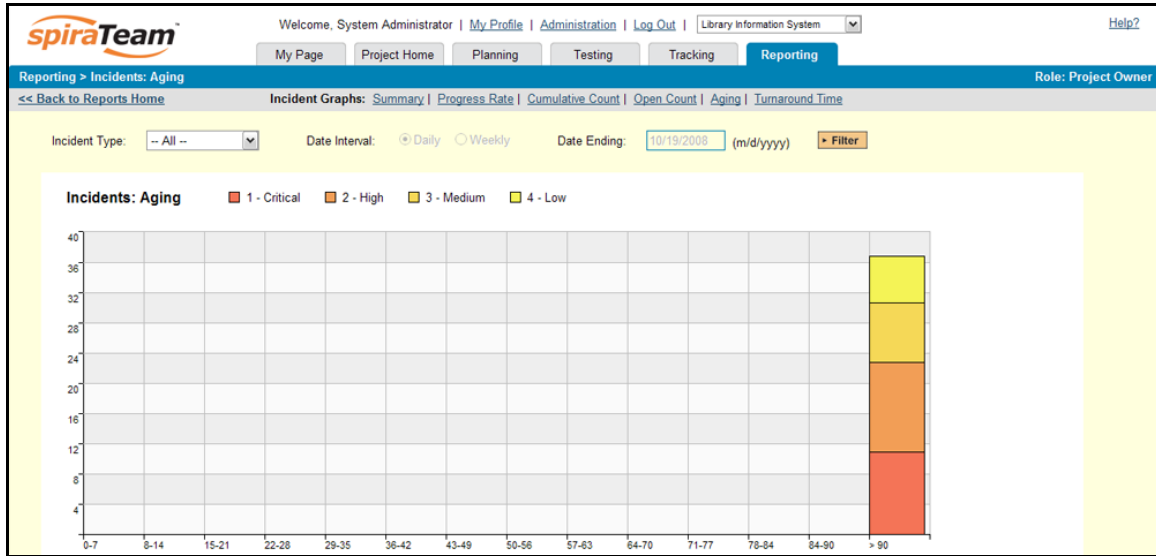 spiraTeam
Welcome, System Administrator | My Profile | Administration | Log Out | Library Information System
Help?
My Page Project Home Planning Testing Tracking Reporting
Reporting > Incidents: Aging
Role: Project Owner
<< Back to Reports Home
Incident Graphs: Summary | Progress Rate | Cumulative Count | Open Count | Aging | Turnaround Time
Incident Type: -- All -- Date Interval: Daily Weekly Date Ending: 10/19/2008 (m/d/yyyy) Filter
Incidents: Aging 1 - Critical 2 - High 3 - Medium 4 - Low
40
36
32
28
24
20
16
12
8
4
0-7 8-14 15-21 22-28 29-35 36-42 43-49 50-56 57-63 64-70 71-77 78-84 84-90 > 90